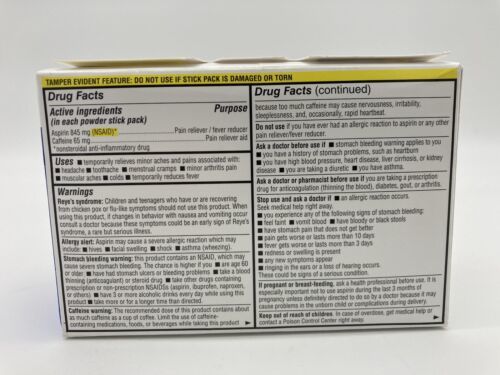 TAMPER EVIDENT FEATURE: DO NOT USE IF STICK PACK IS DAMAGED OR TORN
Drug Facts
Active ingredients Purpose
(in each powder stick pack)
Aspirin 845 mg (NSAID)* Pain reliever / fever reducer
Caffeine 65 mg Pain reliever aid
*nonsteroidal anti-inflammatory drug
Uses ■ temporarily relieves minor aches and pains associated with:
■ headache ■ toothache ■ menstrual cramps ■ minor arthritis pain
■ muscular aches ■ colds ■ temporarily reduces fever
Warnings
Reye's syndrome: Children and teenagers who have or are recovering
from chicken pox or flu-like symptoms should not use this product. When
using this product, if changes in behavior with nausea and vomiting occur
consult a doctor because these symptoms could be an early sign of Reye's
syndrome, a rare but serious illness.
Allergy alert: Aspirin may cause a severe allergic reaction which may
include: ■ hives ■ facial swelling ■ shock ■ asthma (wheezing).
Stomach bleeding warning: this product contains an NSAID, which may
cause severe stomach bleeding. The chance is higher if you ■ are age 60
or older ■ have had stomach ulcers or bleeding problems ■ take a blood
thinning (anticoagulant) or steroid drug ■ take other drugs containing
prescription or non-prescription NSAIDs (aspirin, ibuprofen, naproxen,
or others) ■ have 3 or more alcoholic drinks every day while using this
product ■ take more or for a longer time than directed.
Caffeine warning: The recommended dose of this product contains about
as much caffeine as a cup of coffee. Limit the use of caffeine-
containing medications, foods, or beverages while taking this product
Drug Facts (continued)
because too much caffeine may cause nervousness, irritability,
sleeplessness, and, occasionally, rapid heartbeat.
Do not use if you have ever had an allergic reaction to aspirin or any other
pain reliever/fever reducer.
Ask a doctor before use if ■ stomach bleeding warning applies to you
■ you have a history of stomach problems, such as heartburn
■ you have high blood pressure, heart disease, liver cirrhosis, or kidney
disease ■ you are taking a diuretic ■ you have asthma.
Ask a doctor or pharmacist before use if you are taking a prescription
drug for anticoagulation (thinning the blood), diabetes, gout, or arthritis.
Stop use and ask a doctor if ■ an allergic reaction occurs.
Seek medical help right away.
■ you experience any of the following signs of stomach bleeding:
■ feel faint ■ vomit blood ■ have bloody or black stools
■ have stomach pain that does not get better
■ pain gets worse or lasts more than 10 days
■ fever gets worse or lasts more than 3 days
■ redness or swelling is present
■ any new symptoms appear
■ ringing in the ears or a loss of hearing occurs.
These could be signs of a serious condition.
If pregnant or breast-feeding, ask a health professional before use. It is
especially important not to use aspirin during the last 3 months of
pregnancy unless definitely directed to do so by a doctor because it may
cause problems in the unborn child or complications during delivery.
Keep out of reach of children. In case of overdose, get medical help or
contact a Poison Control Center right away.